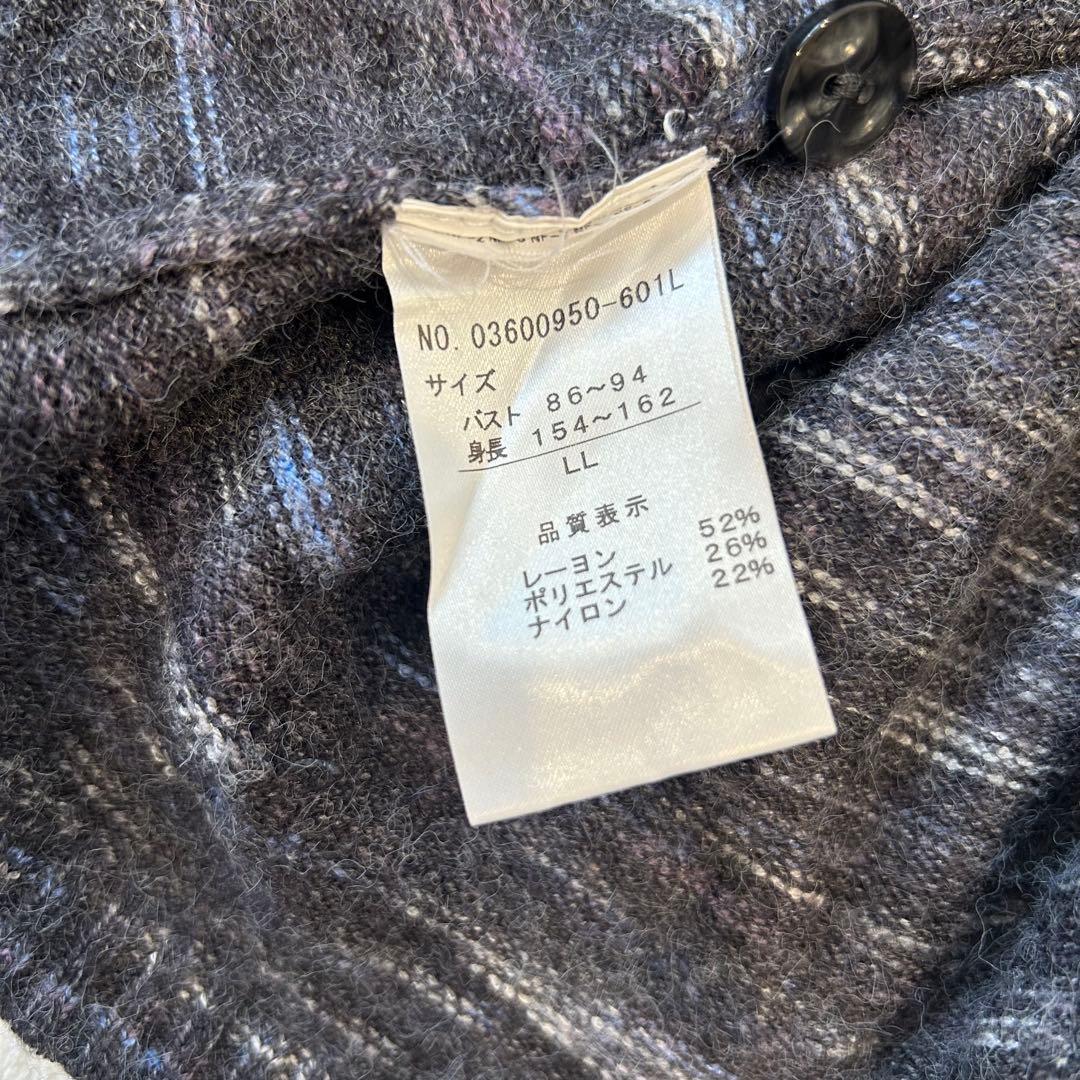 NO. 03600950-601L
サイズ
バスト 86～94
身長 154～162
LL
品質表示
レーヨン 52%
ポリエステル 26%
ナイロン 22%